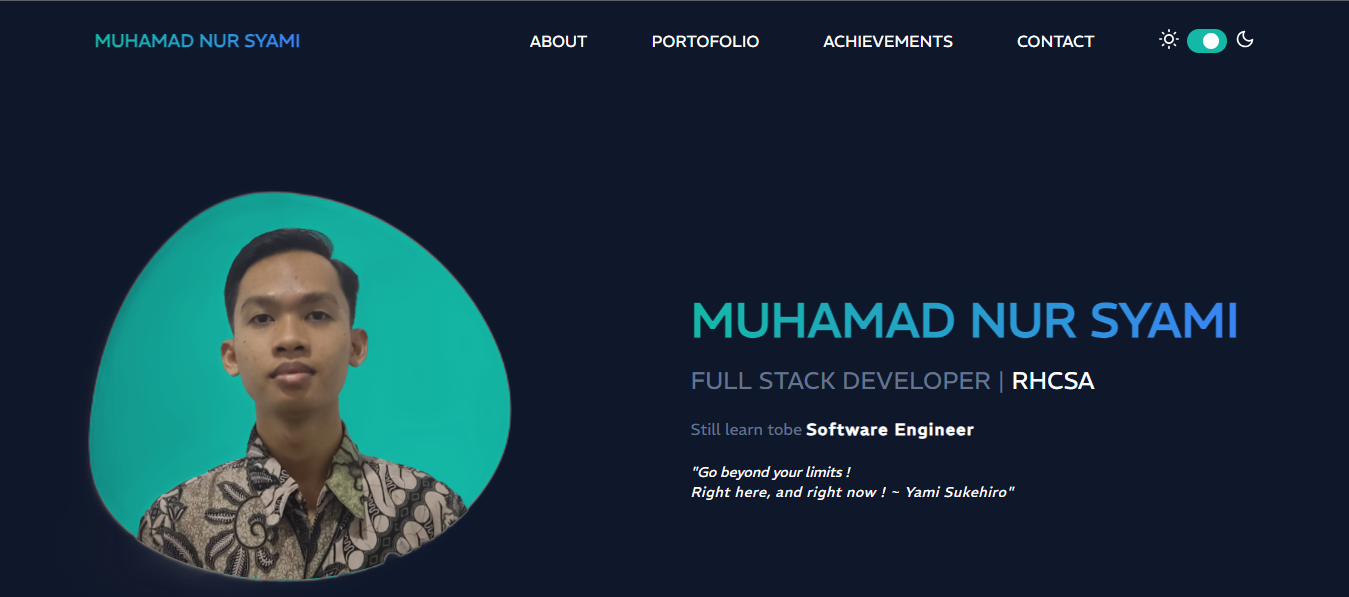 MUHAMAD NUR SYAMI
ABOUT
PORTOFOLIO
ACHIEVEMENTS
CONTACT
MUHAMAD NUR SYAMI
FULL STACK DEVELOPER | RHCSA
Still learn tobe Software Engineer
"Go beyond your limits !
Right here, and right now ! ~ Yami Sukehiro"